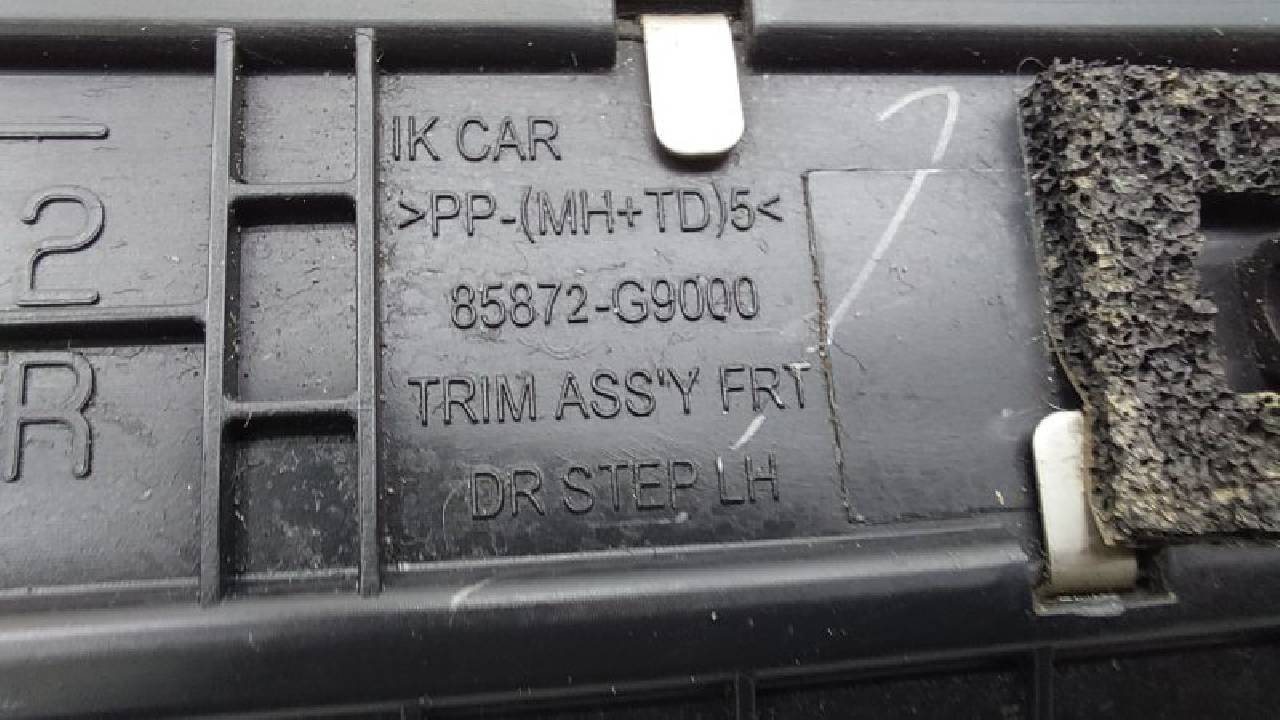 IK CAR
>PP-(MH+TD)5<
85872-G9000
TRIM ASS'Y FRT
DR STEP LH
2
R